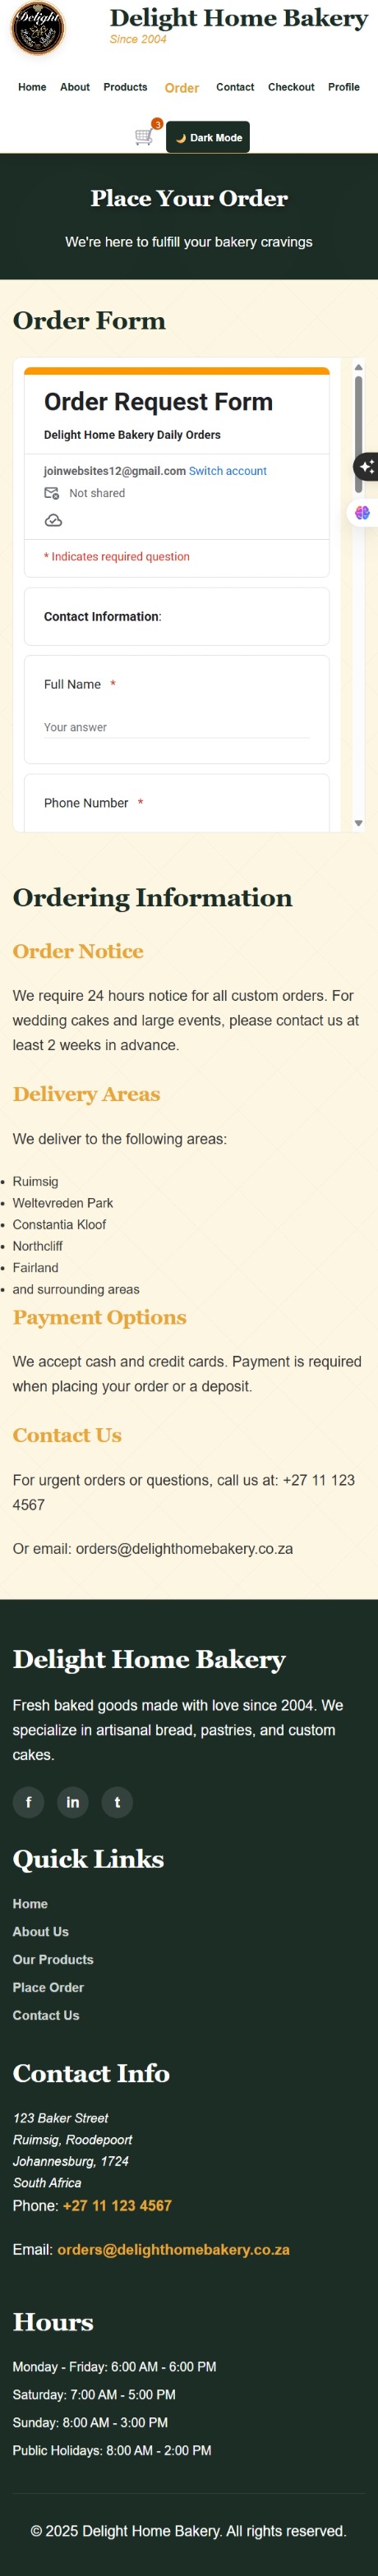 Delight
Delight Home Bakery
Since 2004
Home About Products Order Contact Checkout Profile
3
Dark Mode
Place Your Order
We're here to fulfill your bakery cravings
Order Form
Order Request Form
Delight Home Bakery Daily Orders
joinwebsites12@gmail.com Switch account
Not shared
* Indicates required question
Contact Information:
Full Name *
Your answer
Phone Number *
Ordering Information
Order Notice
We require 24 hours notice for all custom orders. For
wedding cakes and large events, please contact us at
least 2 weeks in advance.
Delivery Areas
We deliver to the following areas:
• Ruimsig
• Weltevreden Park
• Constantia Kloof
• Northcliff
• Fairland
• and surrounding areas
Payment Options
We accept cash and credit cards. Payment is required
when placing your order or a deposit.
Contact Us
For urgent orders or questions, call us at: +27 11 123
4567
Or email: orders@delighthomebakery.co.za
Delight Home Bakery
Fresh baked goods made with love since 2004. We
specialize in artisanal bread, pastries, and custom
cakes.
f in t
Quick Links
Home
About Us
Our Products
Place Order
Contact Us
Contact Info
123 Baker Street
Ruimsig, Roodepoort
Johannesburg, 1724
South Africa
Phone: +27 11 123 4567
Email: orders@delighthomebakery.co.za
Hours
Monday - Friday: 6:00 AM - 6:00 PM
Saturday: 7:00 AM - 5:00 PM
Sunday: 8:00 AM - 3:00 PM
Public Holidays: 8:00 AM - 2:00 PM
© 2025 Delight Home Bakery. All rights reserved.